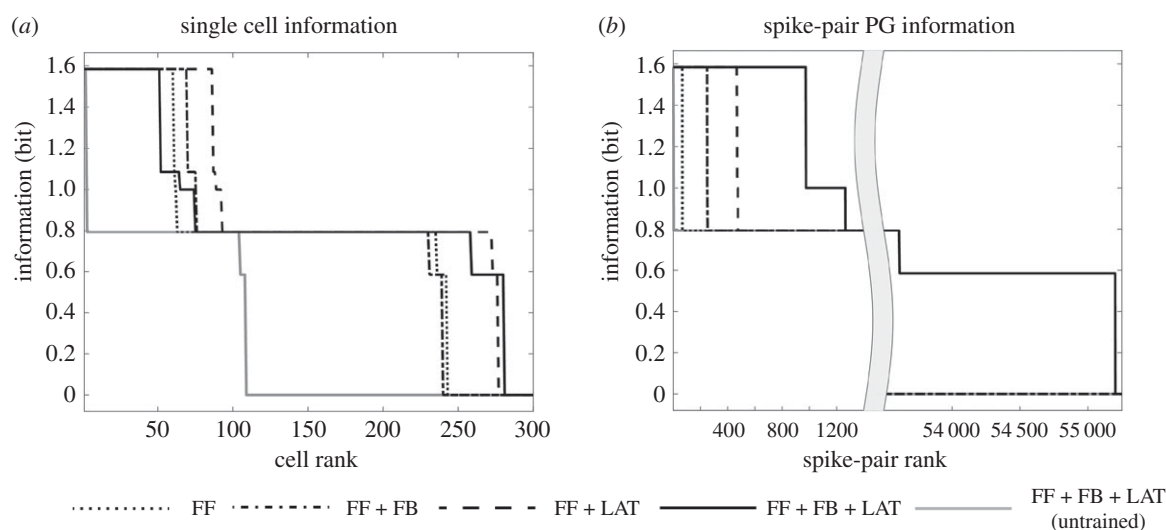 (a) single cell information
1.6
1.4
1.2
1.0
0.8
0.6
0.4
0.2
0
information (bit)
50 100 150 200 250 300
cell rank
(b) spike-pair PG information
1.6
1.4
1.2
1.0
0.8
0.6
0.4
0.2
0
information (bit)
400 800 1200 54 000 54 500 55 000
spike-pair rank
FF FF + FB FF + LAT FF + FB + LAT FF + FB + LAT
(untrained)